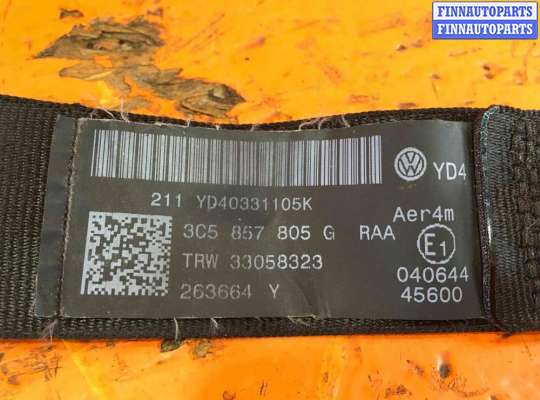 FINNAUTOPARTS
FINNAUTOPARTS
YD4
211 YD40331105K
Aer4m
3C5 857 805 G RAA
E1
TRW 33058323
040644
263664 Y
45600